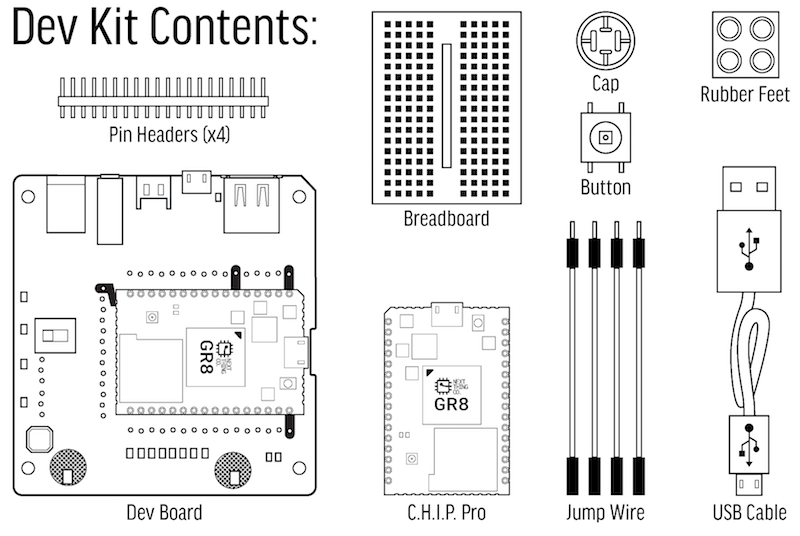 Dev Kit Contents:
Pin Headers (x4)
Breadboard
Cap
Rubber Feet
Button
GR8
NEXT
THING
CO.
Dev Board
NEXT
THING
CO.
GR8
C.H.I.P. Pro
Jump Wire
USB Cable